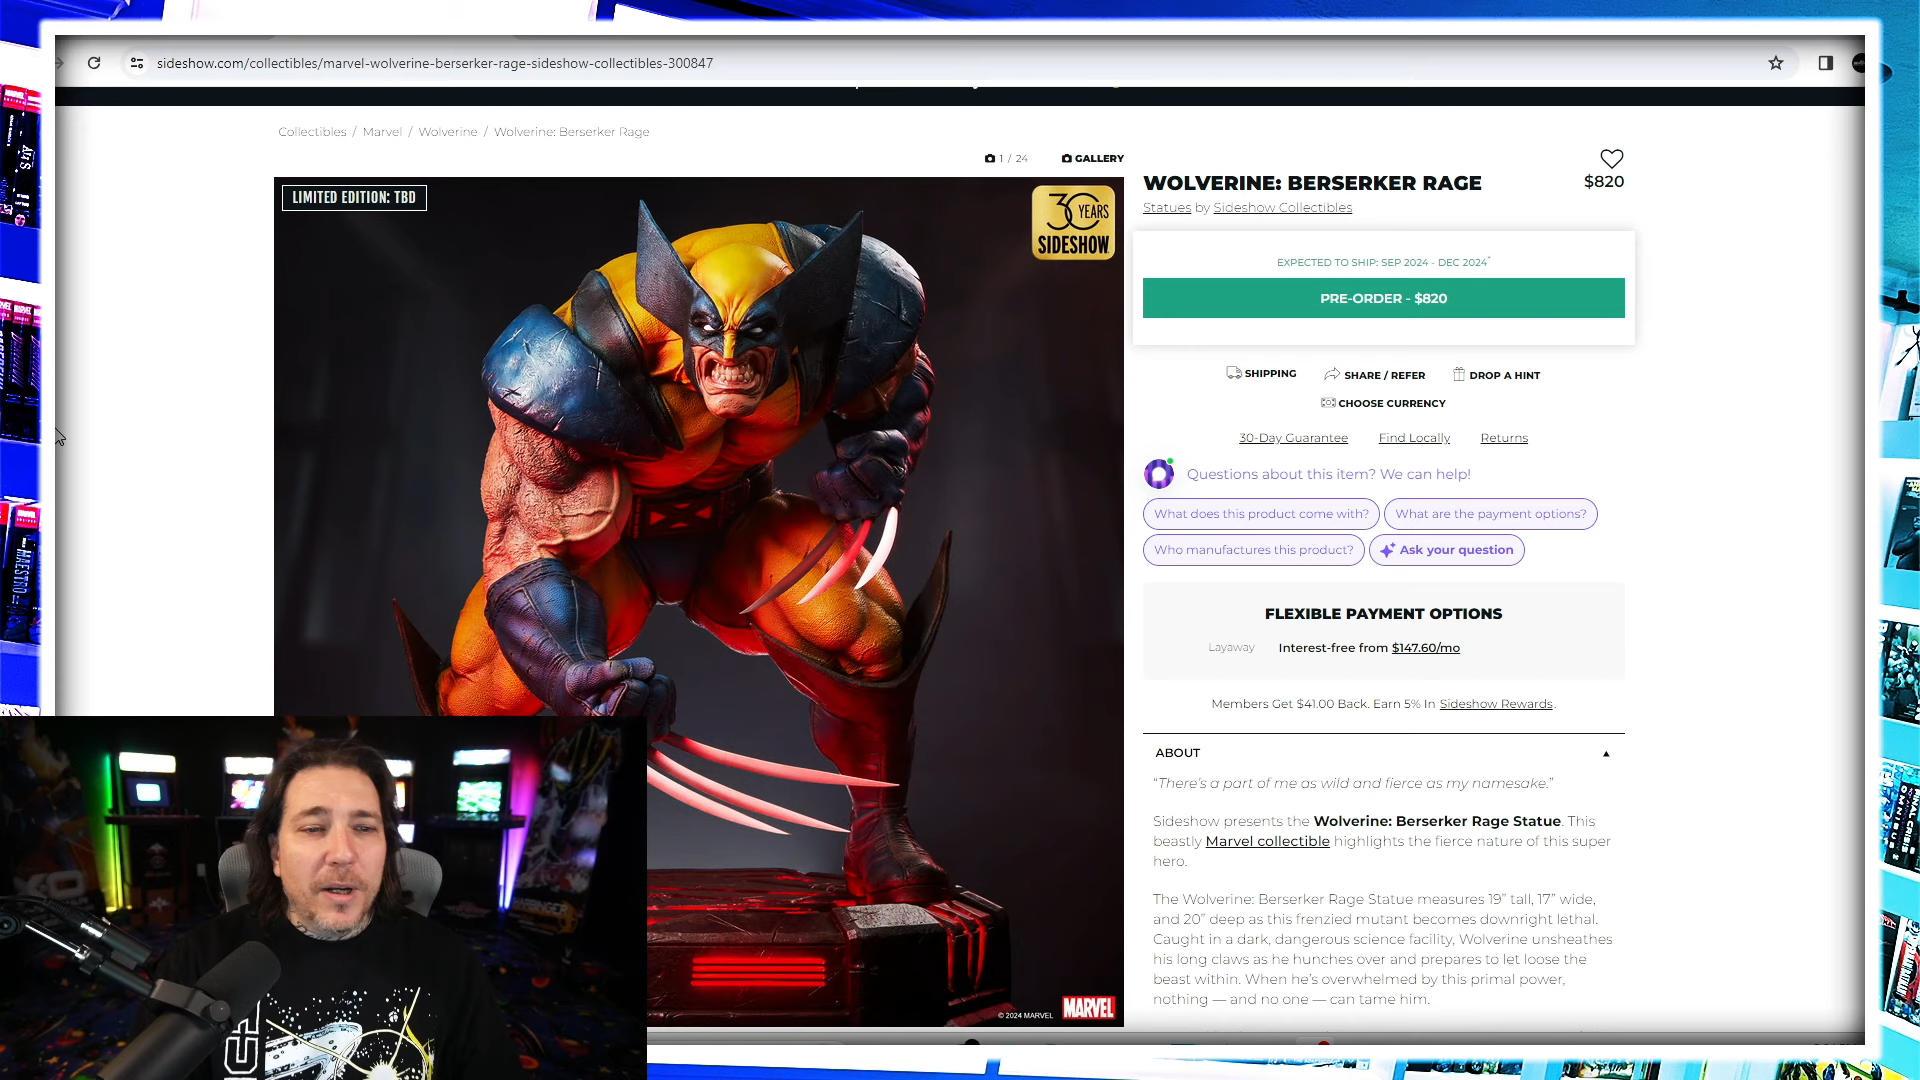 sideshow.com/collectibles/marvel-wolverine-berserker-rage-sideshow-collectibles-300847
Collectibles / Marvel / Wolverine / Wolverine: Berserker Rage
1 / 24 GALLERY
LIMITED EDITION: TBD
30 YEARS
SIDESHOW
WOLVERINE: BERSERKER RAGE
$820
Statues by Sideshow Collectibles
EXPECTED TO SHIP: SEP 2024 - DEC 2024*
PRE-ORDER - $820
SHIPPING SHARE / REFER DROP A HINT
CHOOSE CURRENCY
30-Day Guarantee Find Locally Returns
Questions about this item? We can help!
What does this product come with? What are the payment options?
Who manufactures this product? Ask your question
FLEXIBLE PAYMENT OPTIONS
Layaway Interest-free from $147.60/mo
Members Get $41.00 Back. Earn 5% In Sideshow Rewards.
ABOUT
“There's a part of me as wild and fierce as my namesake.”
Sideshow presents the Wolverine: Berserker Rage Statue. This
beastly Marvel collectible highlights the fierce nature of this super
hero.
The Wolverine: Berserker Rage Statue measures 19” tall, 17” wide,
and 20” deep as this frenzied mutant becomes downright lethal.
Caught in a dark, dangerous science facility, Wolverine unsheathes
his long claws as he hunches over and prepares to let loose the
beast within. When he's overwhelmed by this primal power,
nothing — and no one — can tame him.
© 2024 MARVEL
MARVEL
MAESTRO
FINAL CRISIS
OMNIBUS